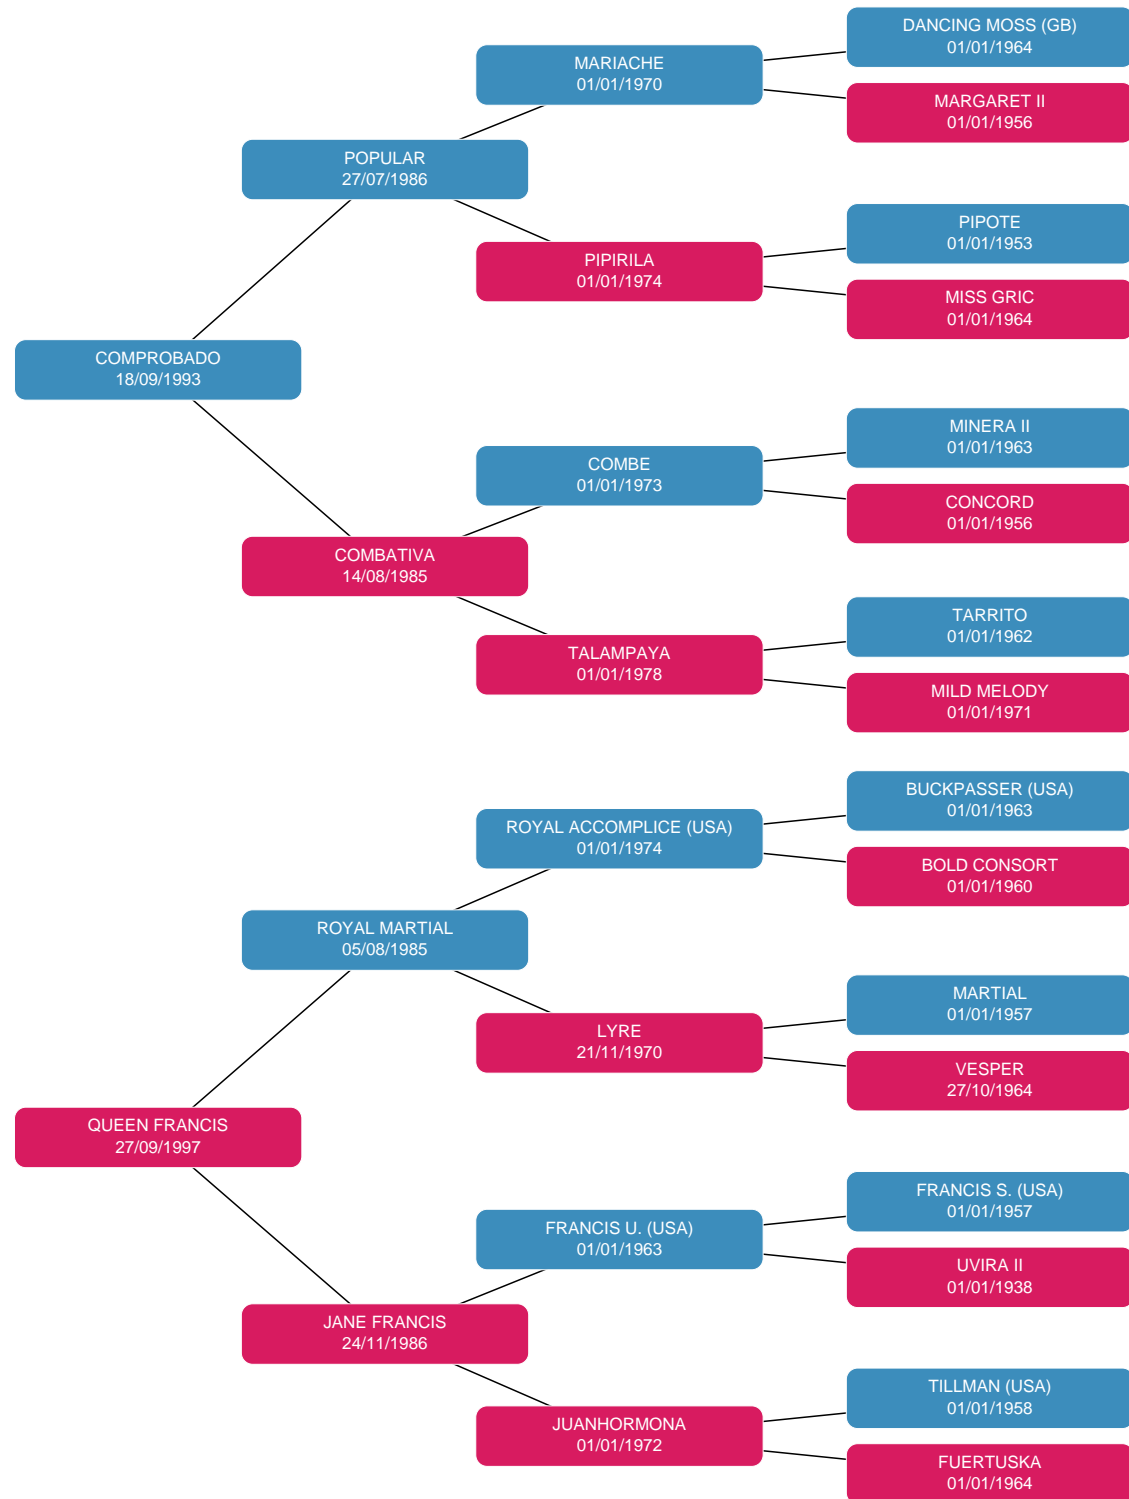 DANCING MOSS (GB)
01/01/1964
MARIACHE
01/01/1970
MARGARET II
01/01/1956
POPULAR
27/07/1986
PIPOTE
01/01/1953
PIPIRILA
01/01/1974
MISS GRIC
01/01/1964
COMPROBADO
18/09/1993
MINERA II
01/01/1963
COMBE
01/01/1973
CONCORD
01/01/1956
COMBATIVA
14/08/1985
TARRITO
01/01/1962
TALAMPAYA
01/01/1978
MILD MELODY
01/01/1971
BUCKPASSER (USA)
01/01/1963
ROYAL ACCOMPLICE (USA)
01/01/1974
BOLD CONSORT
01/01/1960
ROYAL MARTIAL
05/08/1985
MARTIAL
01/01/1957
LYRE
21/11/1970
VESPER
27/10/1964
QUEEN FRANCIS
27/09/1997
FRANCIS S. (USA)
01/01/1957
FRANCIS U. (USA)
01/01/1963
UVIRA II
01/01/1938
JANE FRANCIS
24/11/1986
TILLMAN (USA)
01/01/1958
JUANHORMONA
01/01/1972
FUERTUSKA
01/01/1964